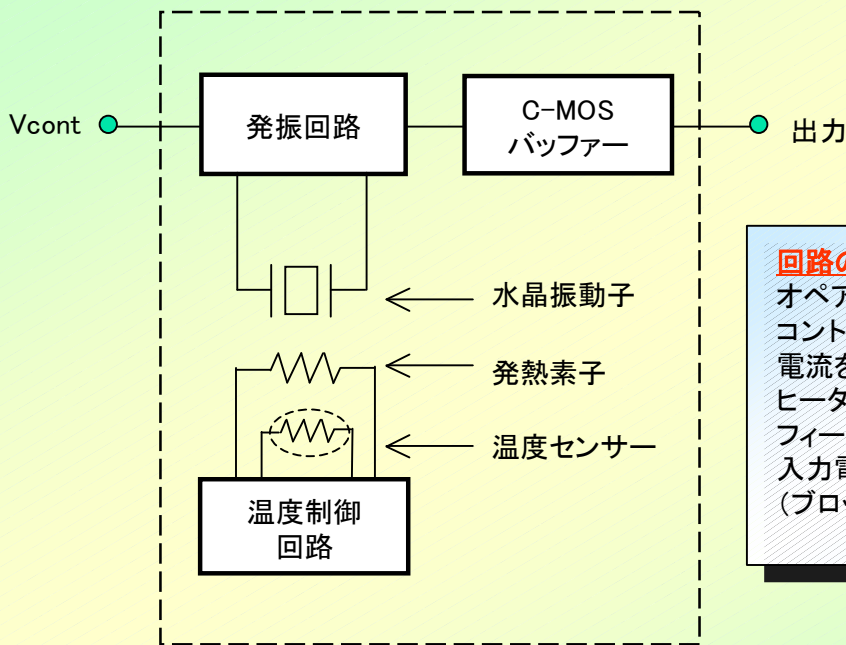 Vcont
発振回路
C-MOS
バッファー
出力
水晶振動子
発熱素子
温度センサー
温度制御
回路
回路の
オペア
コント
電流を
ヒータ
フィー
入力電
(ブロッ